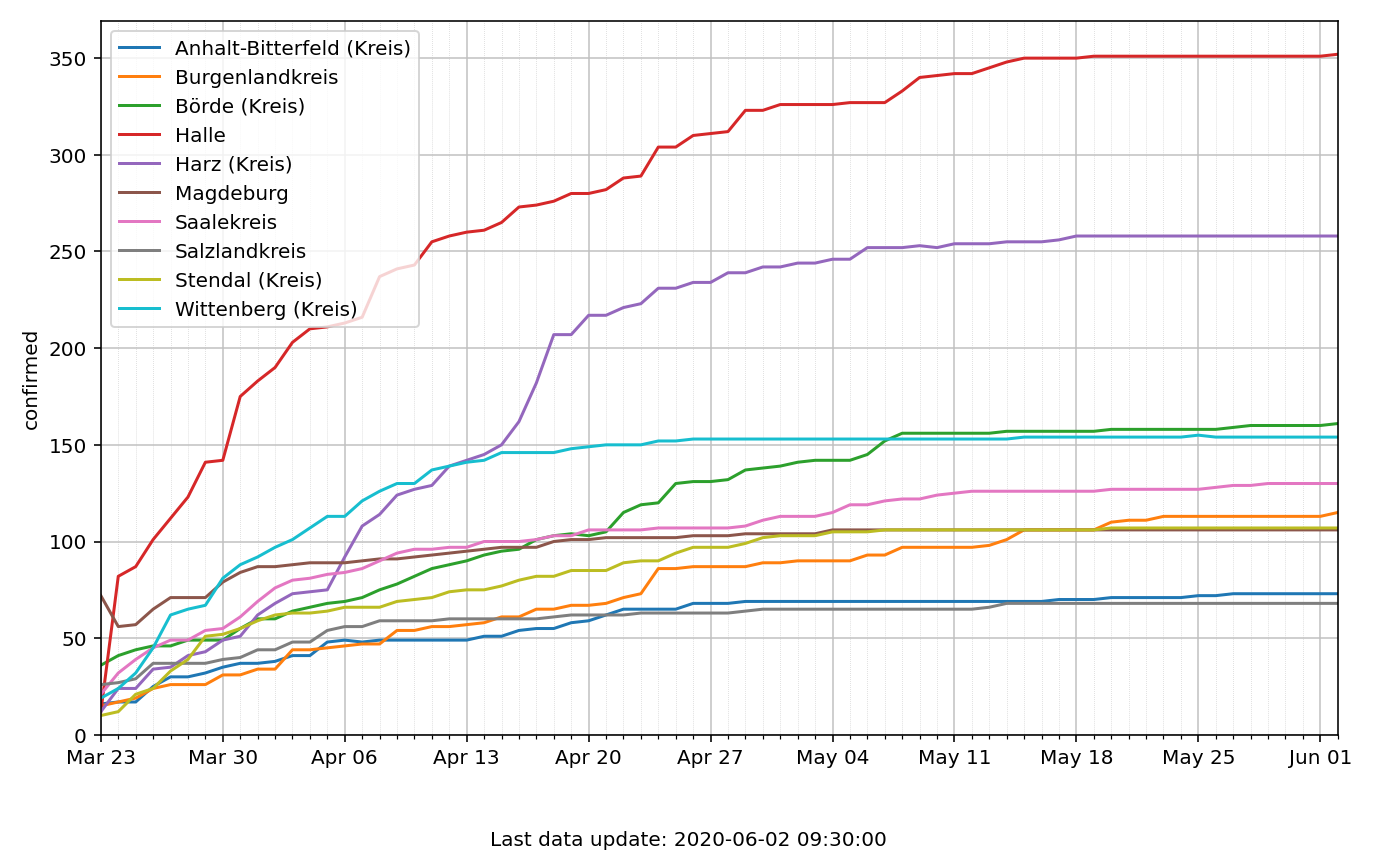 350
300
250
200
150
100
50
0
confirmed
Anhalt-Bitterfeld (Kreis)
Burgenlandkreis
Börde (Kreis)
Halle
Harz (Kreis)
Magdeburg
Saalekreis
Salzlandkreis
Stendal (Kreis)
Wittenberg (Kreis)
Mar 23 Mar 30 Apr 06 Apr 13 Apr 20 Apr 27 May 04 May 11 May 18 May 25 Jun 01
Last data update: 2020-06-02 09:30:00